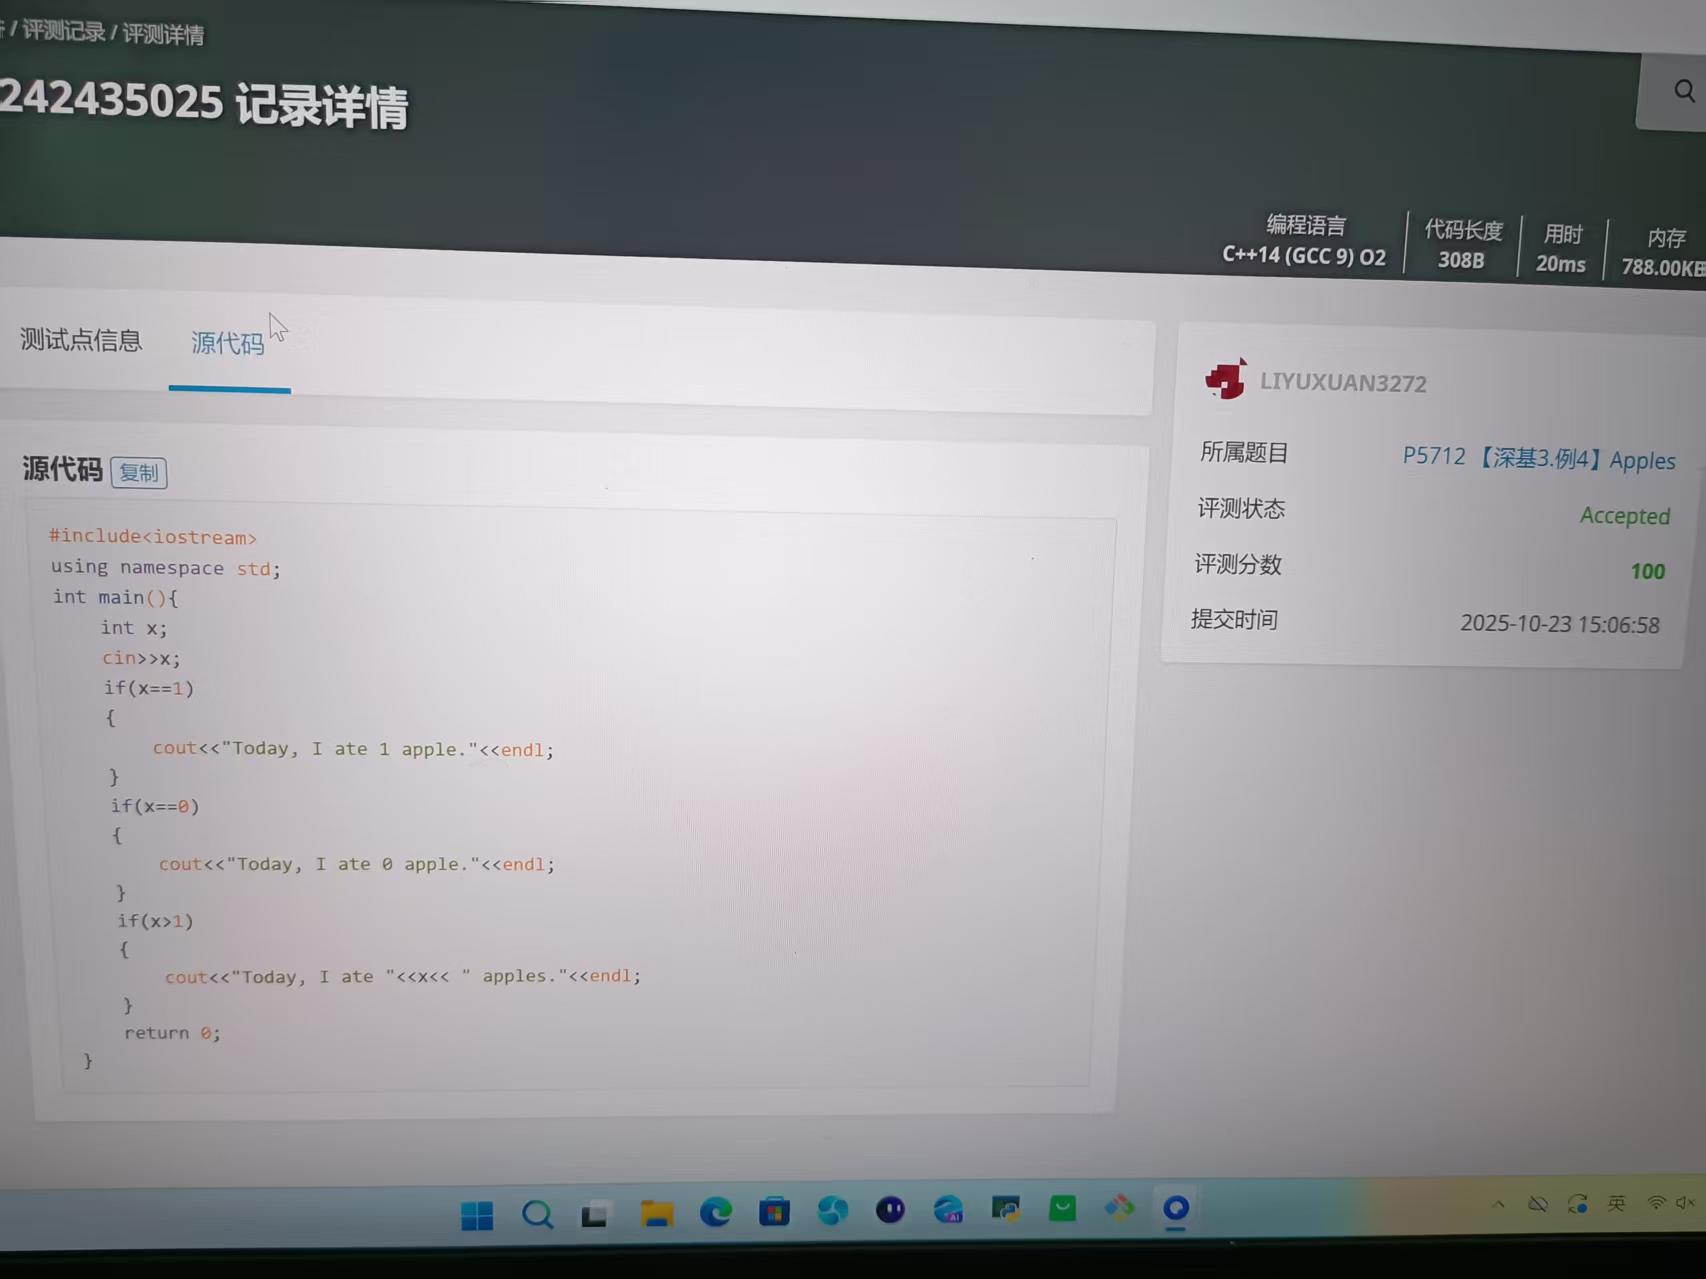 / 评测记录 / 评测详情
242435025 记录详情
编程语言
C++14 (GCC 9) O2
代码长度
308B
用时
20ms
内存
788.00KB
测试点信息
源代码
源代码 复制
#include<iostream>
using namespace std;
int main(){
int x;
cin>>x;
if(x==1)
{
cout<<"Today, I ate 1 apple."<<endl;
}
if(x==0)
{
cout<<"Today, I ate 0 apple."<<endl;
}
if(x>1)
{
cout<<"Today, I ate "<<x<< " apples."<<endl;
}
return 0;
}
LIYUXUAN3272
所属题目 P5712 【深基3.例4】Apples
评测状态 Accepted
评测分数 100
提交时间 2025-10-23 15:06:58
英